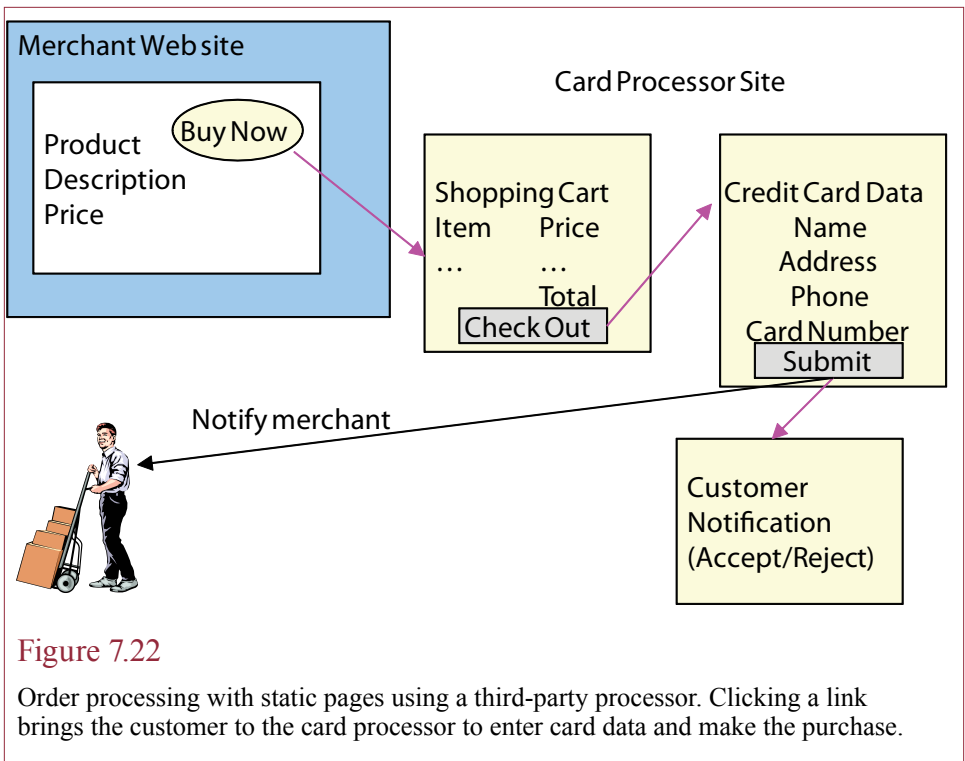 Merchant Web site
Card Processor Site
Buy Now
Product
Description
Price
Shopping Cart
Item Price
… …
Total
Check Out
Credit Card Data
Name
Address
Phone
Card Number
Submit
Notify merchant
Customer
Notification
(Accept/Reject)
Figure 7.22
Order processing with static pages using a third-party processor. Clicking a link
brings the customer to the card processor to enter card data and make the purchase.